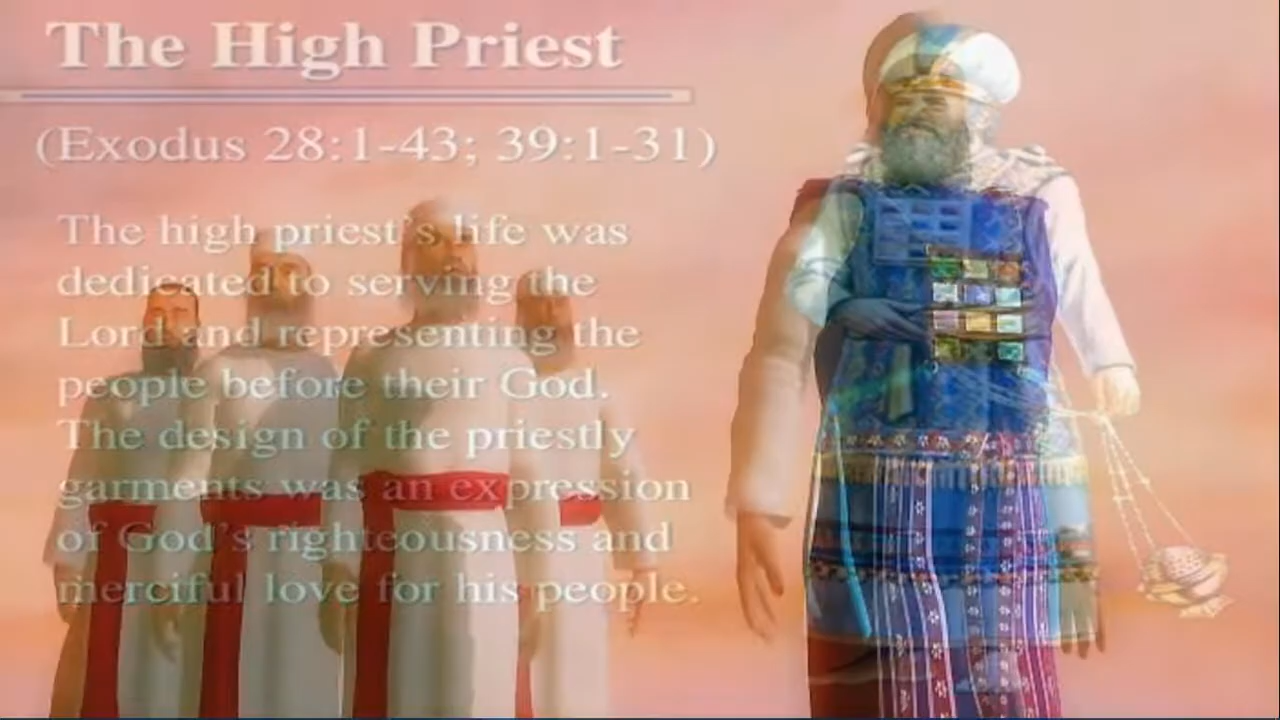 The High Priest
(Exodus 28:1-43; 39:1-31)
The high priest's life was
dedicated to serving the
Lord and representing the
people before their God.
The design of the priestly
garments was an expression
of God's righteousness and
merciful love for his people.